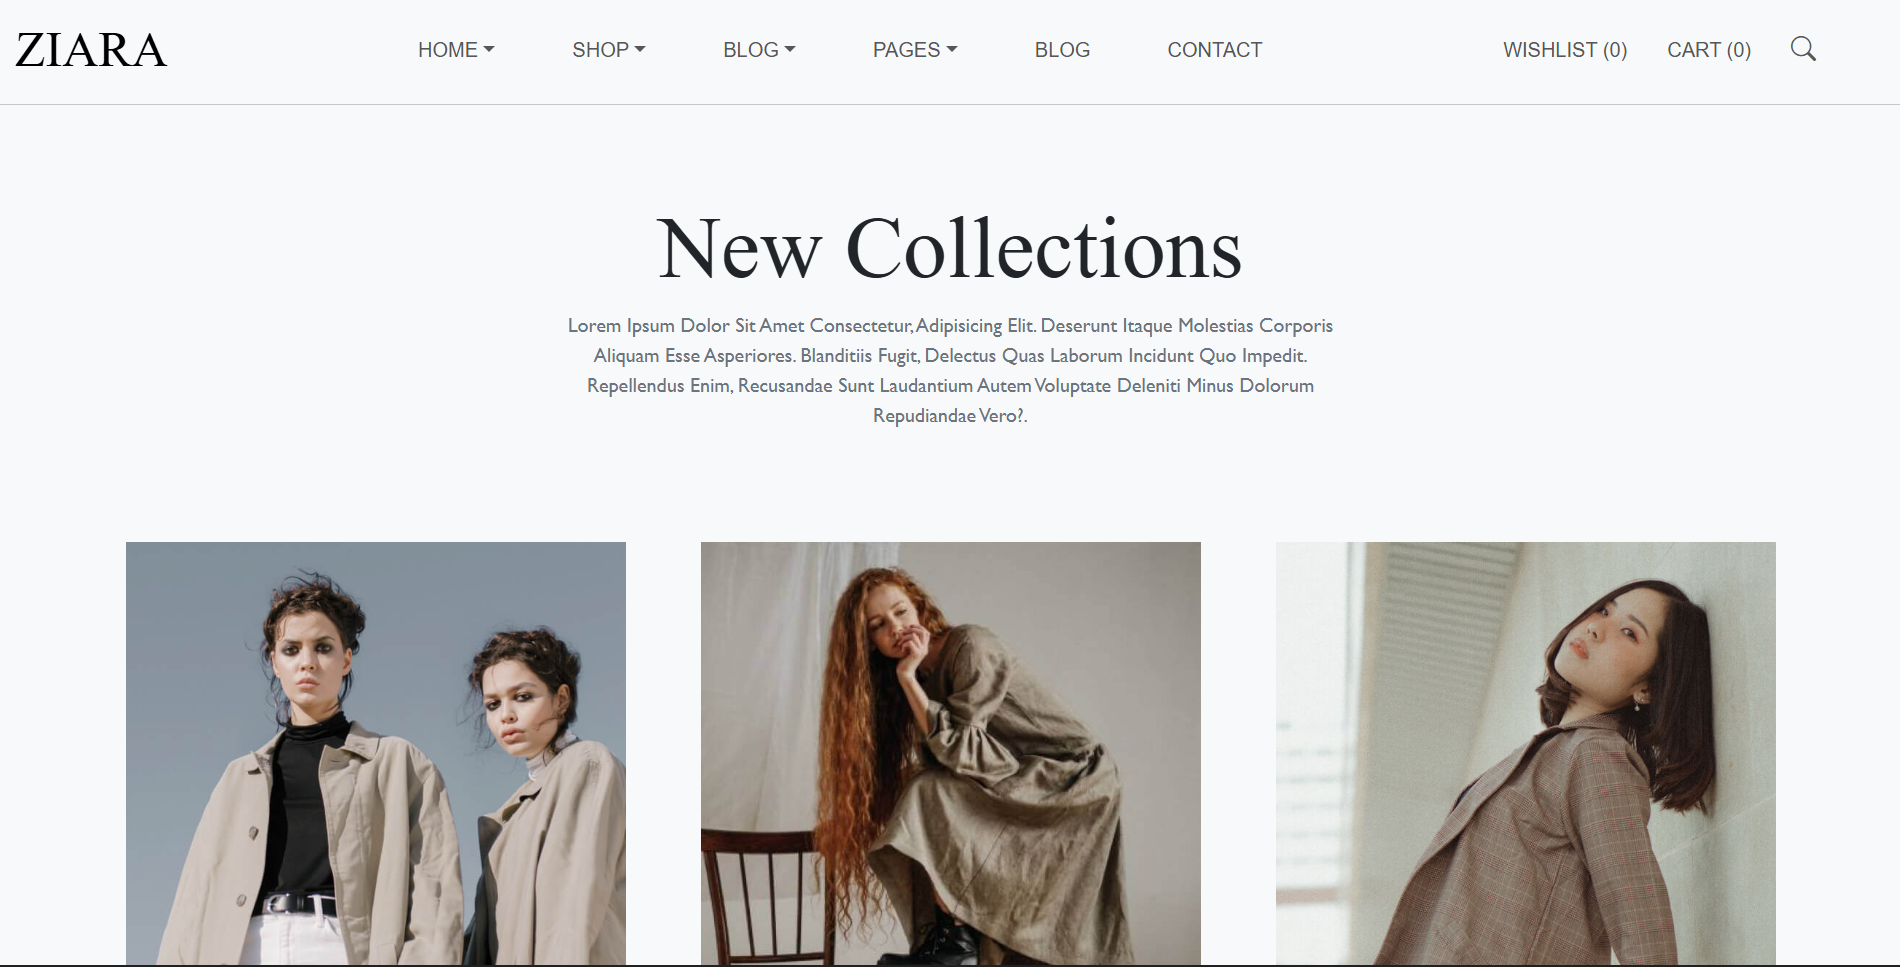 ZIARA HOME SHOP BLOG PAGES BLOG CONTACT WISHLIST (0) CART (0)
New Collections
Lorem Ipsum Dolor Sit Amet Consectetur, Adipisicing Elit. Deserunt Itaque Molestias Corporis
Aliquam Esse Asperiores. Blanditiis Fugit, Delectus Quas Laborum Incidunt Quo Impedit.
Repellendus Enim, Recusandae Sunt Laudantium Autem Voluptate Deleniti Minus Dolorum
Repudiandae Vero?.